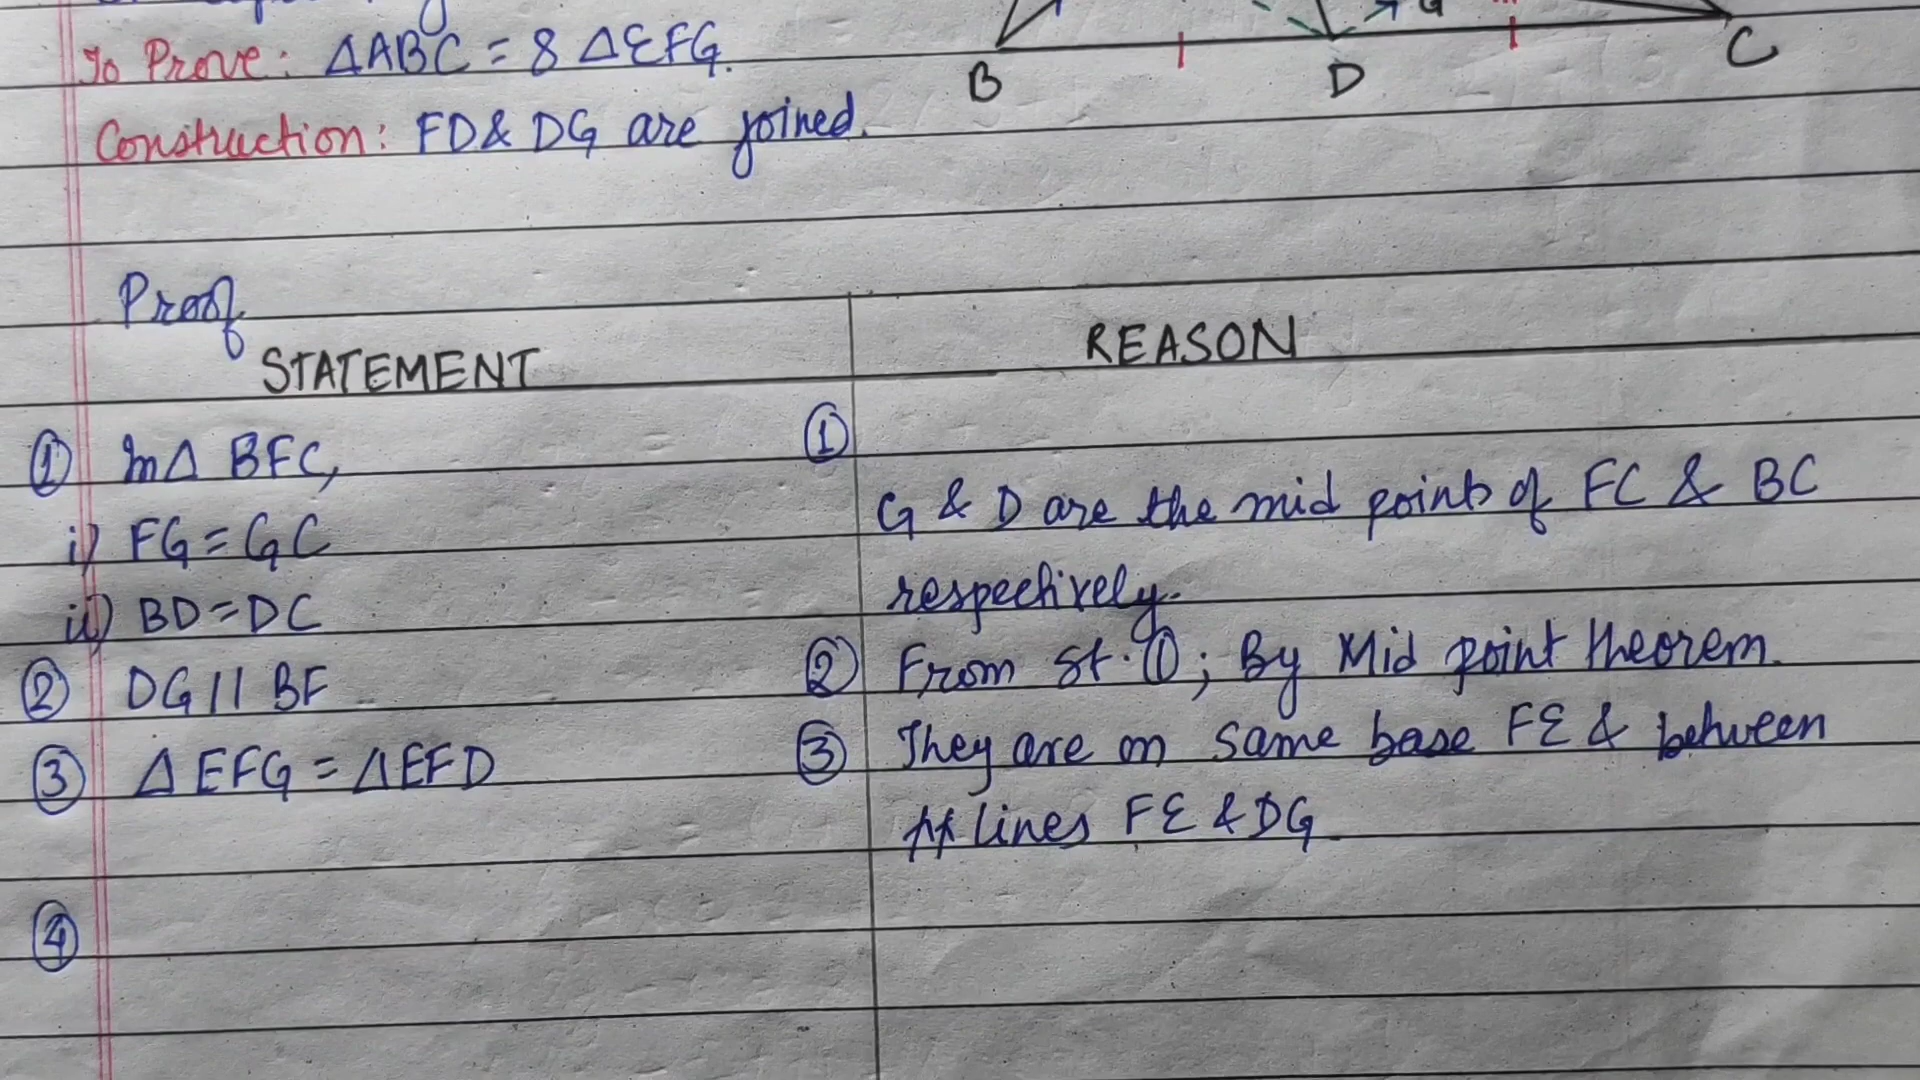 To Prove: ΔABC = 8 ΔEFG.
Construction: FD & DG are joined.
G
B
D
C
Proof
STATEMENT
REASON
① In Δ BFC,
①
i) FG = GC
G & D are the mid points of FC & BC
respectively.
ii) BD = DC
② DG || BF
② From St. ①; By Mid point theorem.
③ Δ EFG = ΔEFD
③ They are on same base FE & between
// lines FE & DG
④